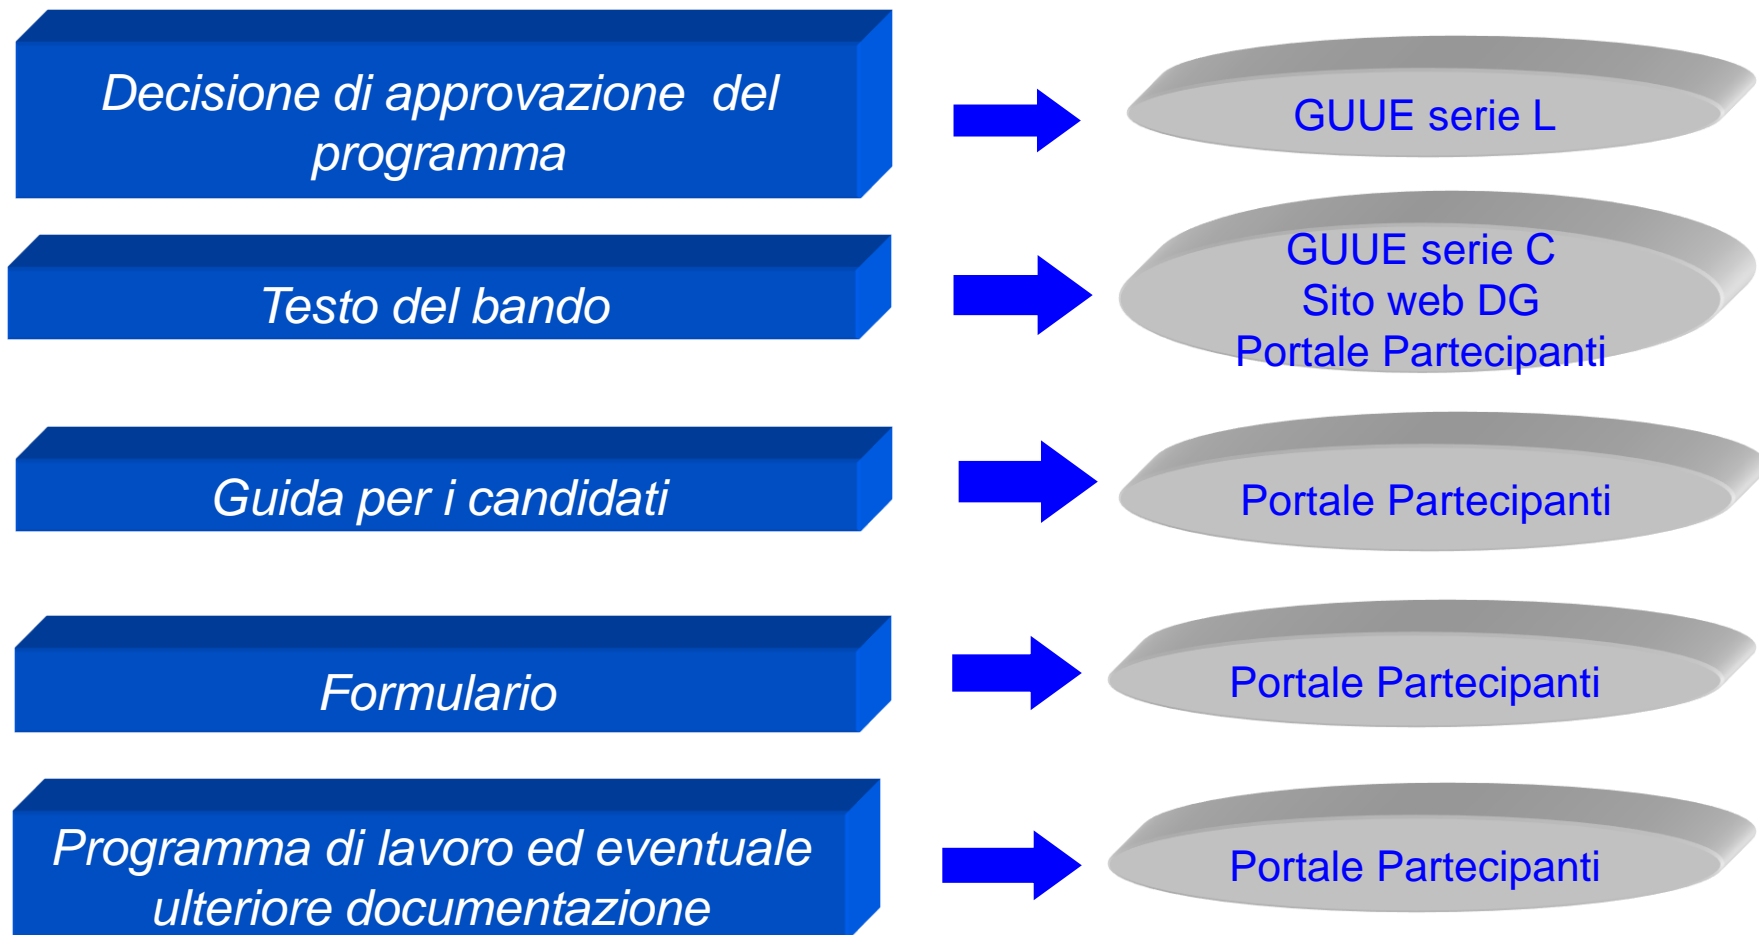 Decisione di approvazione del
programma
GUUE serie L
Testo del bando
GUUE serie C
Sito web DG
Portale Partecipanti
Guida per i candidati
Portale Partecipanti
Formulario
Portale Partecipanti
Programma di lavoro ed eventuale
ulteriore documentazione
Portale Partecipanti